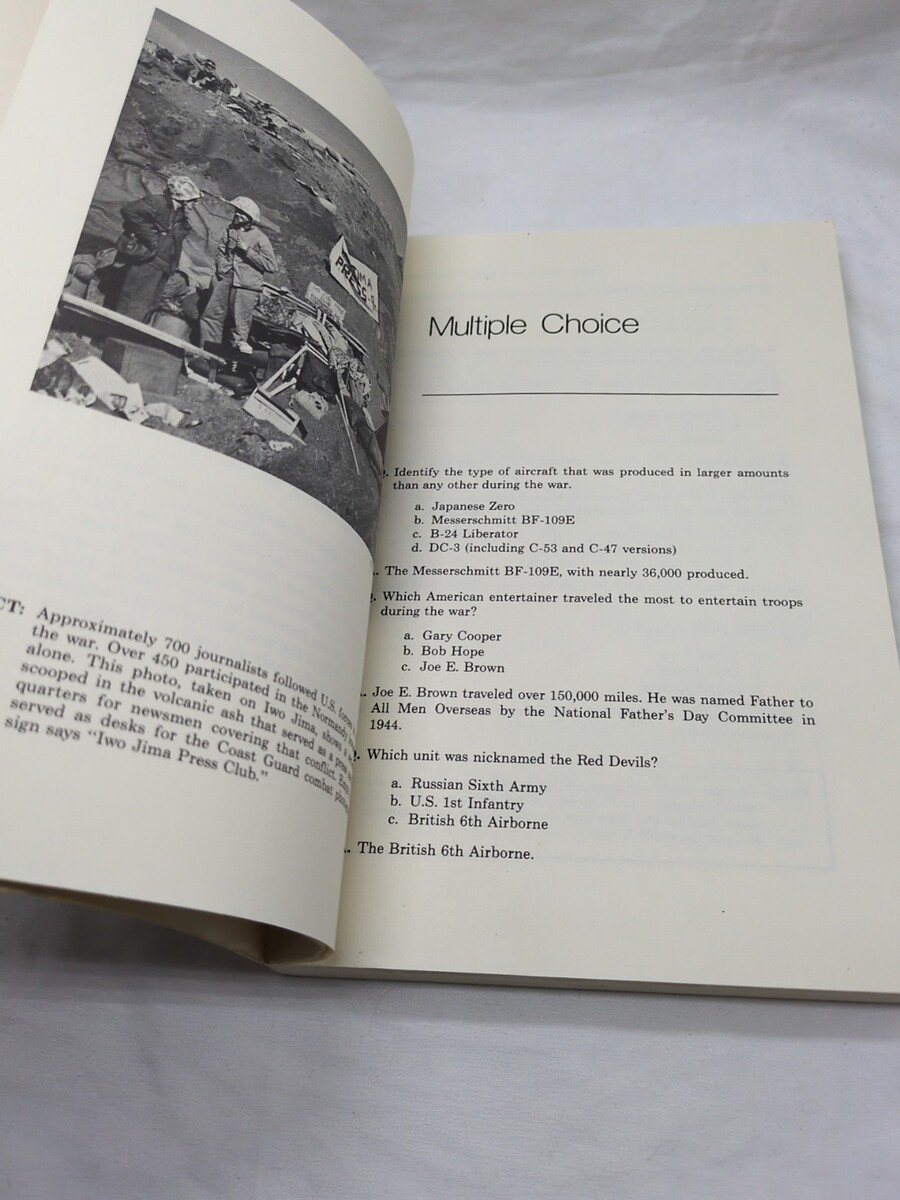 IMA
PRESS
CT: Approximately 700 journalists followed U.S.
the war. Over 450 participated in the Normandy
alone. This photo, taken on Iwo Jima, shows a
scooped in the volcanic ash that served as a press
quarters for newsmen covering that conflict.
served as desks for the Coast Guard combat
sign says "Iwo Jima Press Club."
Multiple Choice
Identify the type of aircraft that was produced in larger amounts
than any other during the war.
a. Japanese Zero
b. Messerschmitt BF-109E
c. B-24 Liberator
d. DC-3 (including C-53 and C-47 versions)
The Messerschmitt BF-109E, with nearly 36,000 produced.
Which American entertainer traveled the most to entertain troops
during the war?
a. Gary Cooper
b. Bob Hope
c. Joe E. Brown
Joe E. Brown traveled over 150,000 miles. He was named Father to
All Men Overseas by the National Father's Day Committee in
1944.
Which unit was nicknamed the Red Devils?
a. Russian Sixth Army
b. U.S. 1st Infantry
c. British 6th Airborne
The British 6th Airborne.